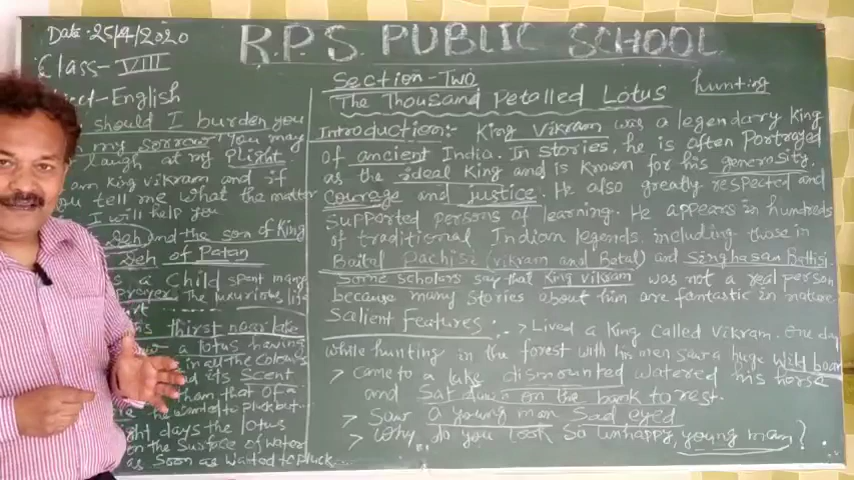 Date: 25/4/2020
R.P.S. PUBLIC SCHOOL
Class-VIII
-English
Section-Two
hunting
The Thousand Petalled Lotus
should I burden you
my sorrow "You may
laugh at my Plight
am king vikram and if
you tell me what the matter
I will help you
and the son of King
of Patan
a Child spent many
Prayer. The luxurious life
thirst near lake
a lotus having
in all the colours
its Scent
than that of a
he wanted to pluck but
days the lotus
on the Surface of water
as Soon as waited to pluck...
Introduction:- King Vikram was a legendary King
of ancient India. In Stories, he is often Portrayed
as the ideal King and is known for his generosity,
Courage and justice. He also greatly respected and
Supported persons of learning. He appears in hundreds
of traditional Indian legends including those in
Baital Pachisi (vikram and Betal) and Singhasan Battisi.
Some scholars say that King vikram was not a real person
because many stories about him are fantastic in nature.
Salient Features :.. > Lived a King Called Vikram. One day
while hunting in the forest with his men saw a huge Wild boar
> came to a lake dismounted watered his horse
and Sat down on the bank to rest.
> Saw a young man Sad eyed
> Why do you look So unhappy, young man?